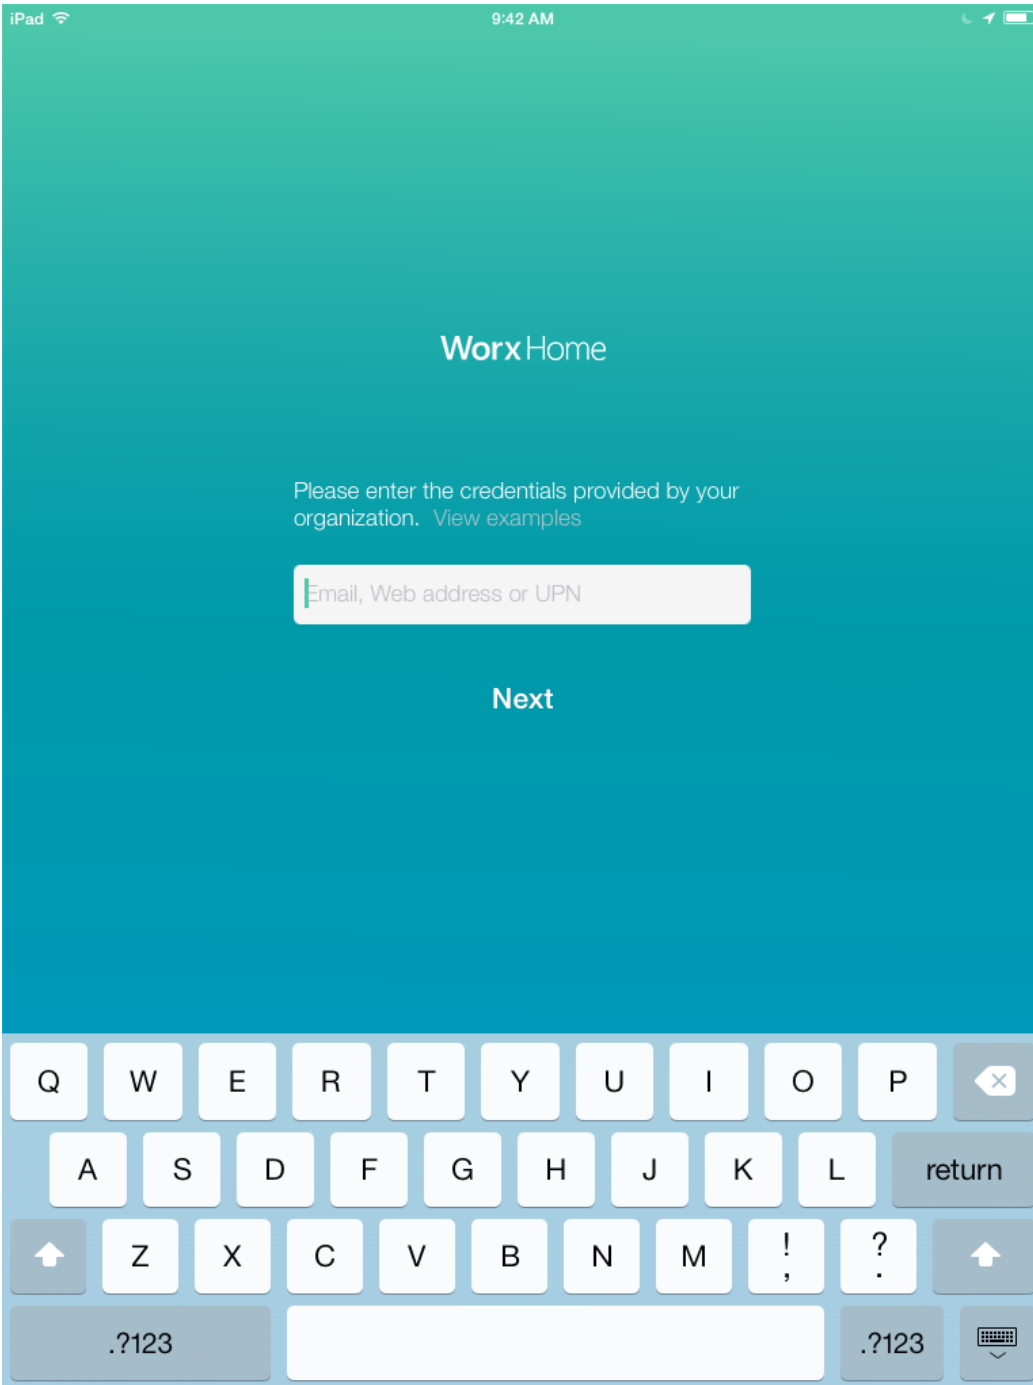 iPad 9:42 AM
Worx Home
Please enter the credentials provided by your
organization. View examples
Email, Web address or UPN
Next
Q W E R T Y U I O P
A S D F G H J K L return
Z X C V B N M ! , ? .
.?123 .?123